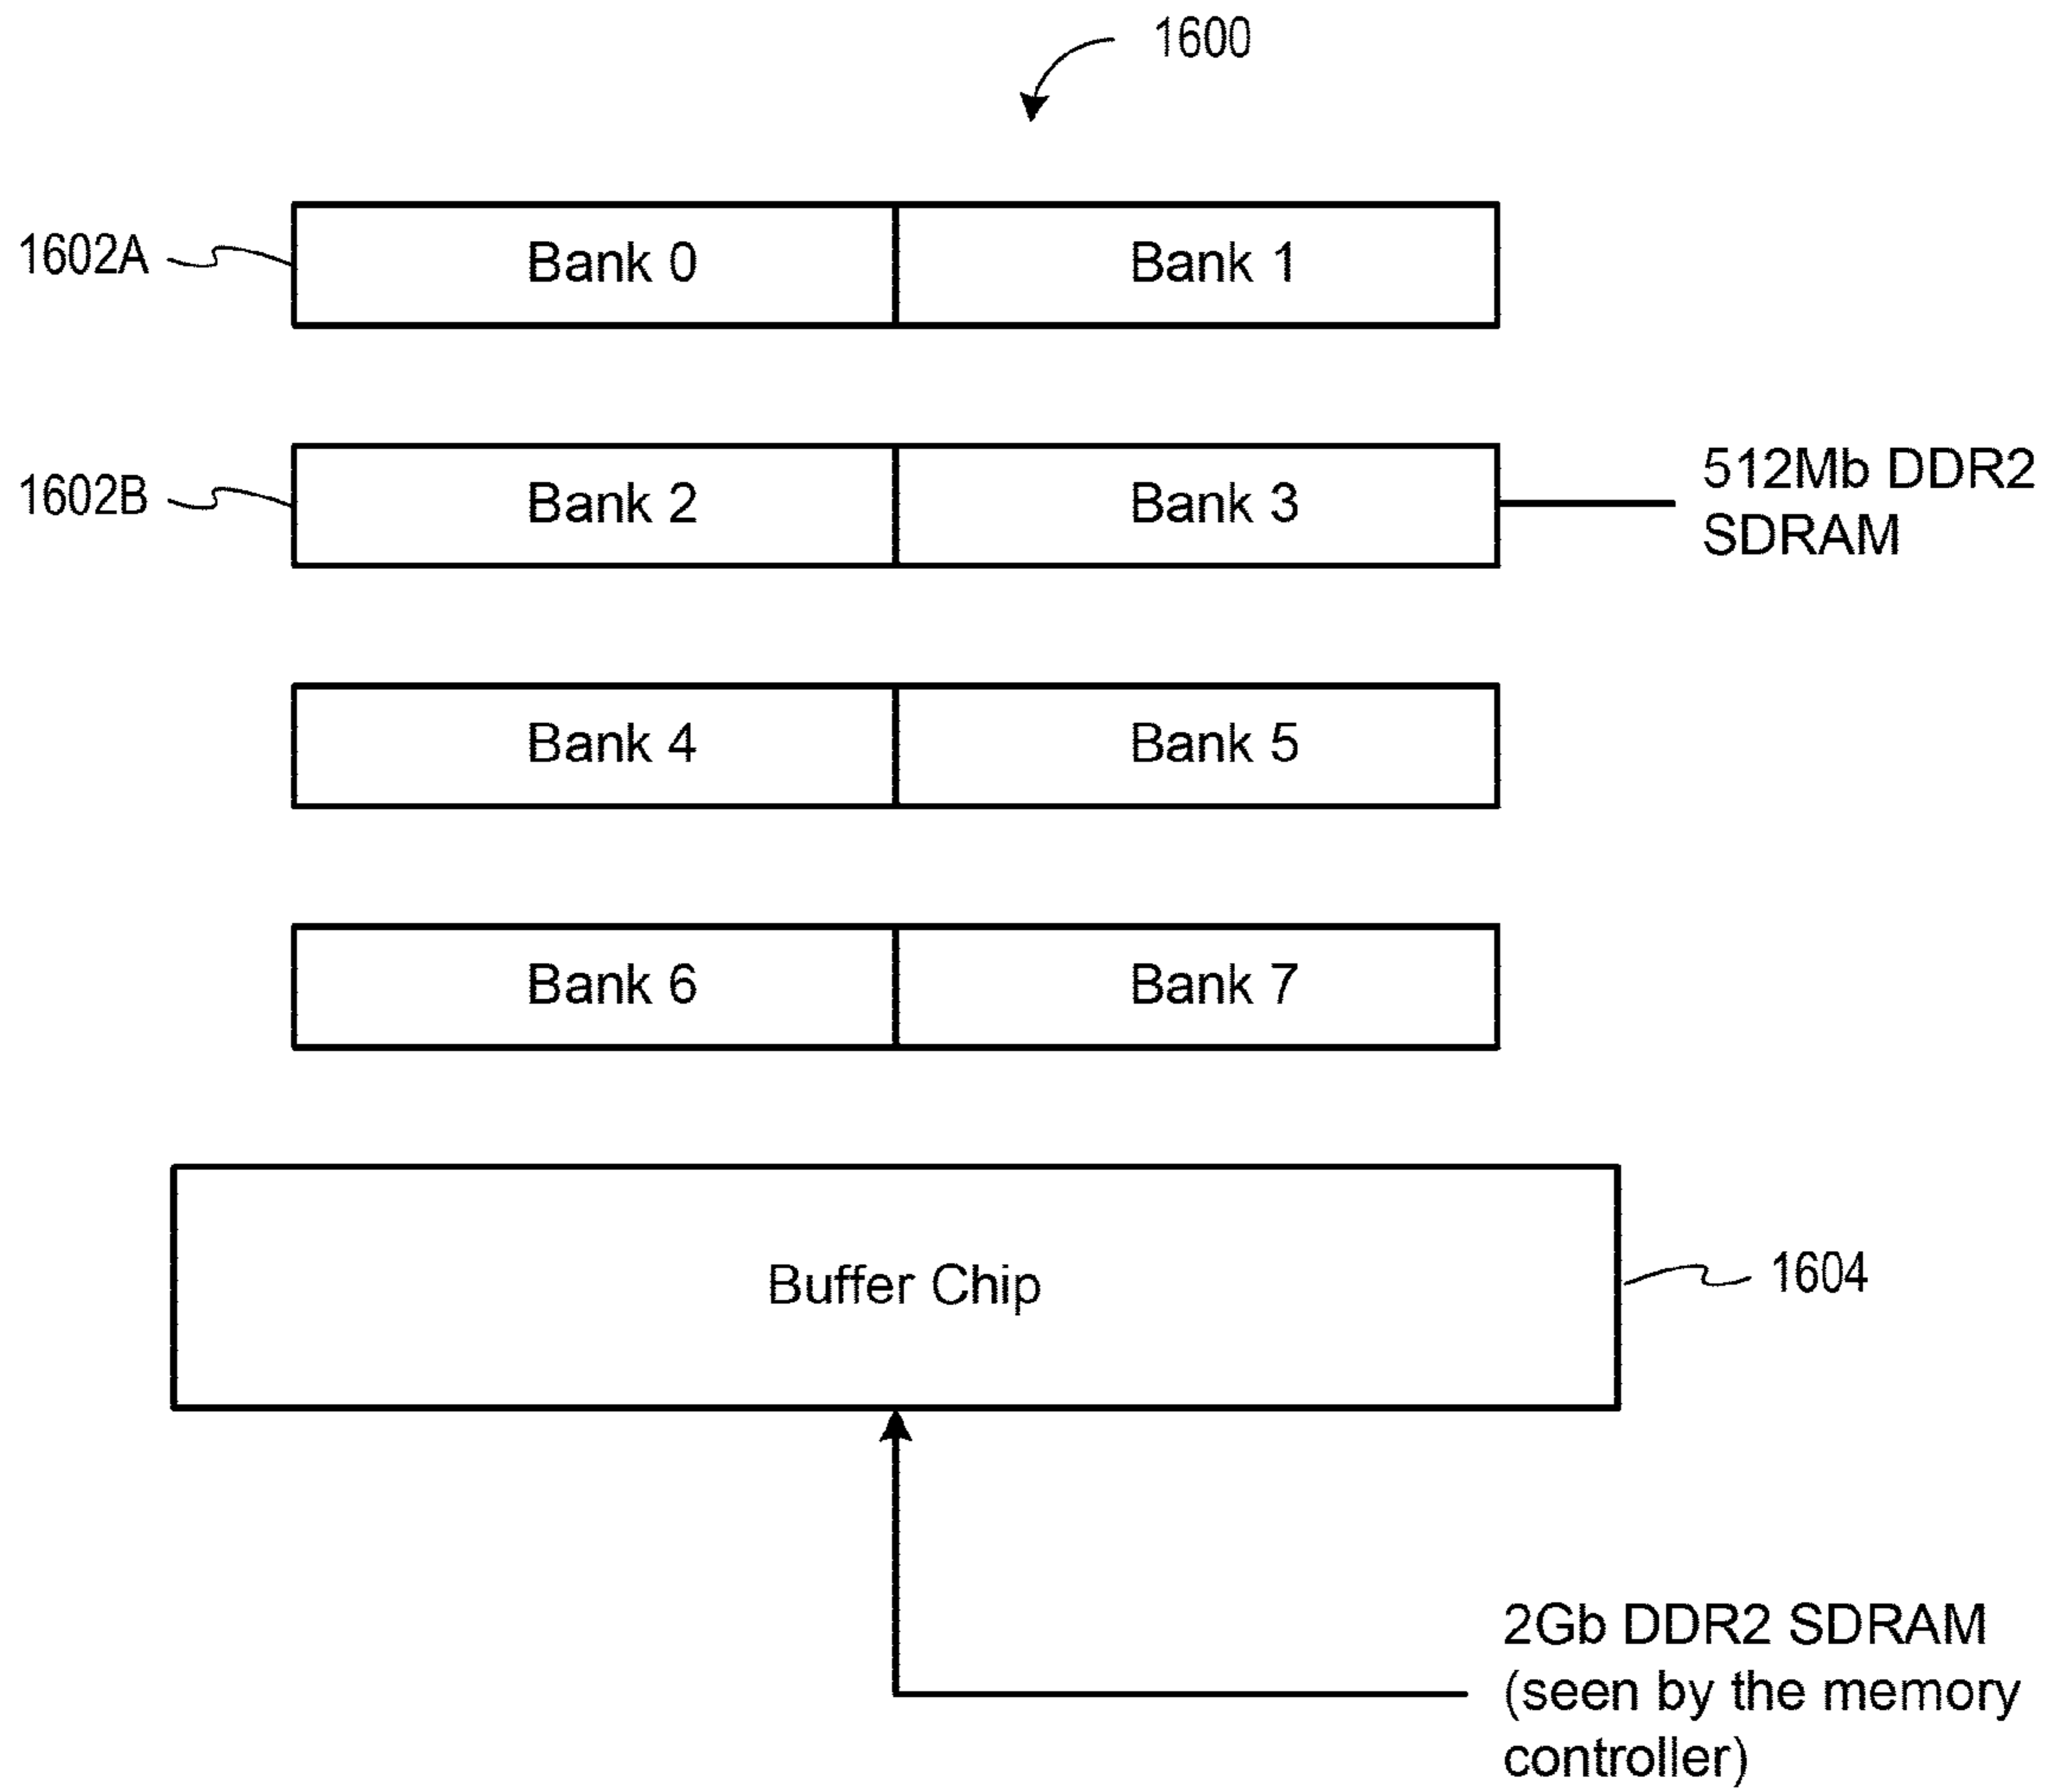 1600
1602A
Bank 0
Bank 1
1602B
Bank 2
Bank 3
512Mb DDR2
SDRAM
Bank 4
Bank 5
Bank 6
Bank 7
Buffer Chip
1604
2Gb DDR2 SDRAM
(seen by the memory
controller)